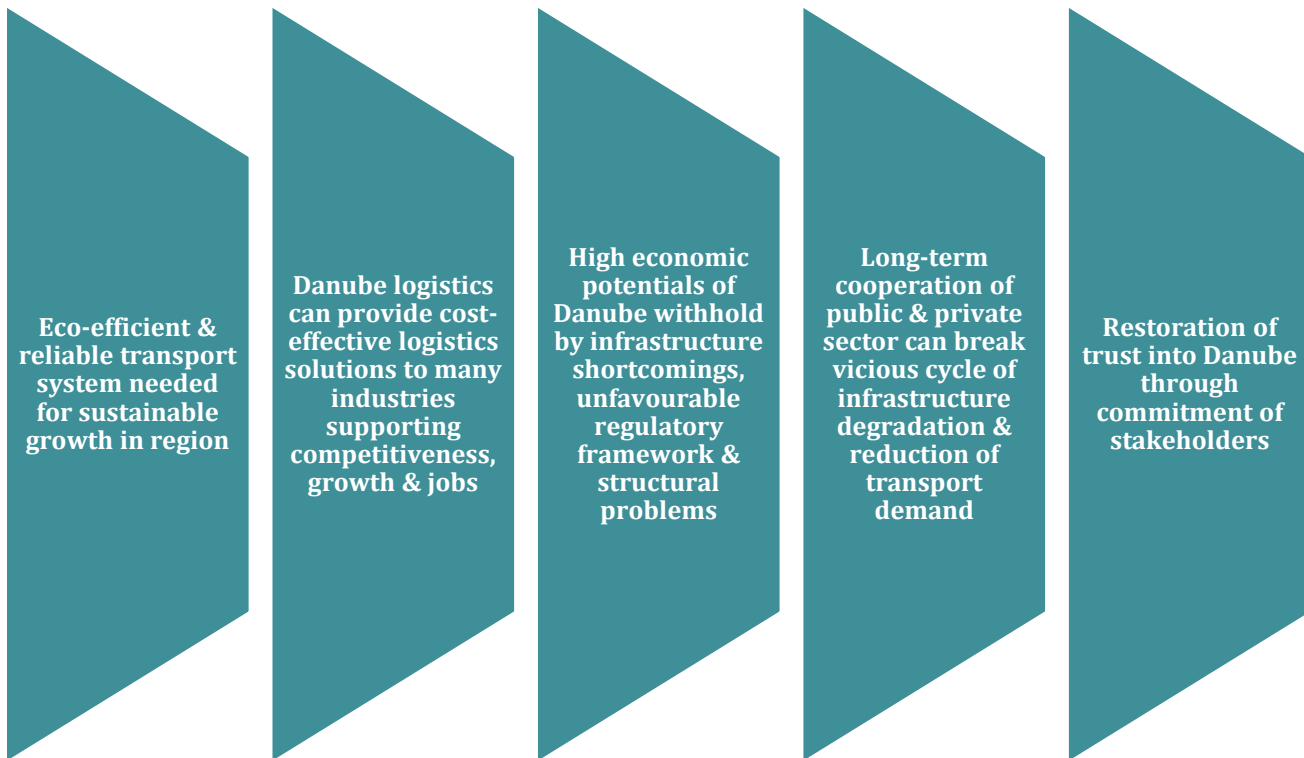 Eco-efficient &
reliable transport
system needed
for sustainable
growth in region
Danube logistics
can provide cost-
effective logistics
solutions to many
industries
supporting
competitiveness,
growth & jobs
High economic
potentials of
Danube withhold
by infrastructure
shortcomings,
unfavourable
regulatory
framework &
structural
problems
Long-term
cooperation of
public & private
sector can break
vicious cycle of
infrastructure
degradation &
reduction of
transport
demand
Restoration of
trust into Danube
through
commitment of
stakeholders